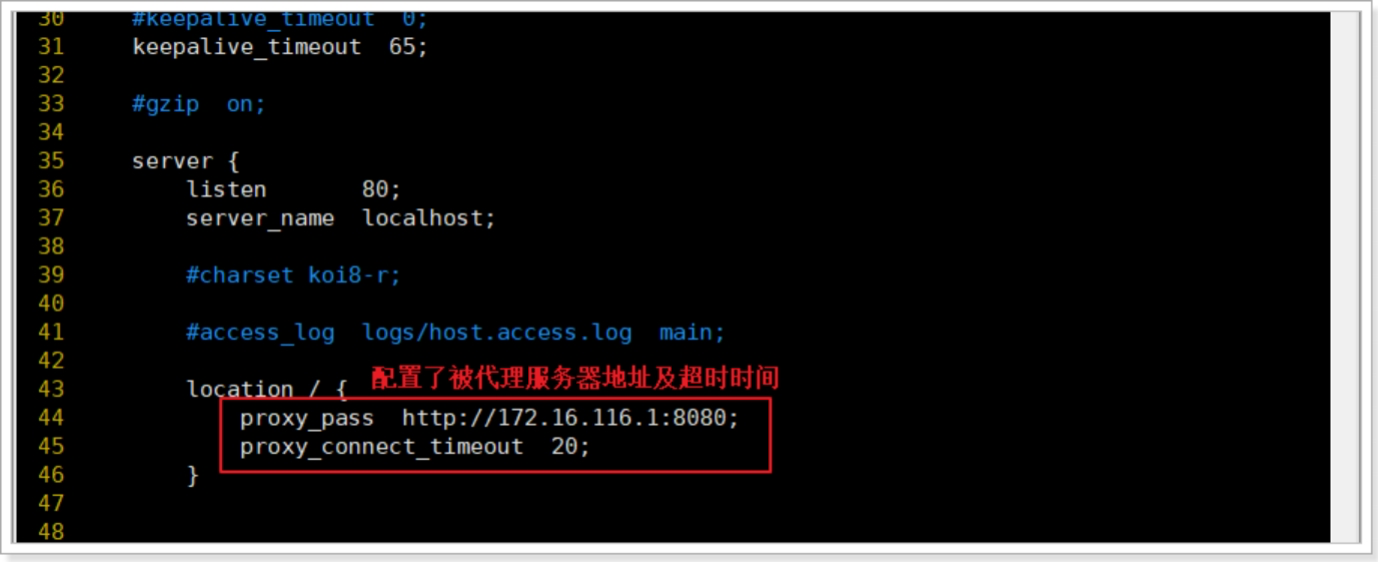 30 #keepalive_timeout 0;
31 keepalive_timeout 65;
32
33 #gzip on;
34
35 server {
36 listen 80;
37 server_name localhost;
38
39 #charset koi8-r;
40
41 #access_log logs/host.access.log main;
42
配置了被代理服务器地址及超时时间
43 location / {
44 proxy_pass http://172.16.116.1:8080;
45 proxy_connect_timeout 20;
46 }
47
48